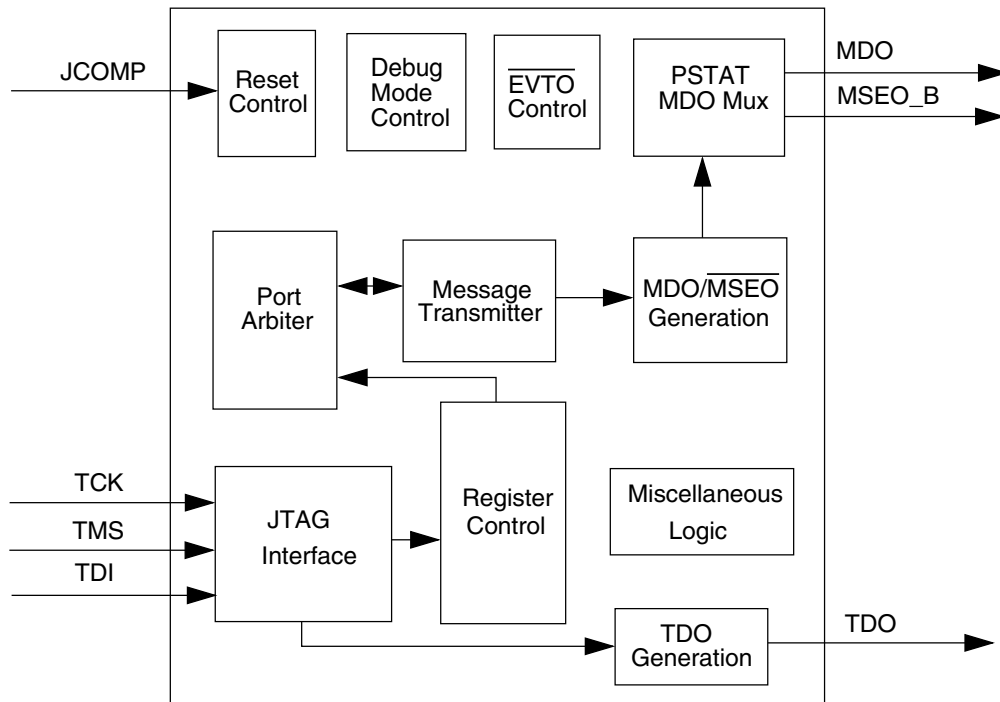 JCOMP
Reset
Control
Debug
Mode
Control
EVTO
Control
PSTAT
MDO Mux
MDO
MSEO_B
Port
Arbiter
Message
Transmitter
MDO/MSEO
Generation
TCK
TMS
TDI
JTAG
Interface
Register
Control
Miscellaneous
Logic
TDO
Generation
TDO